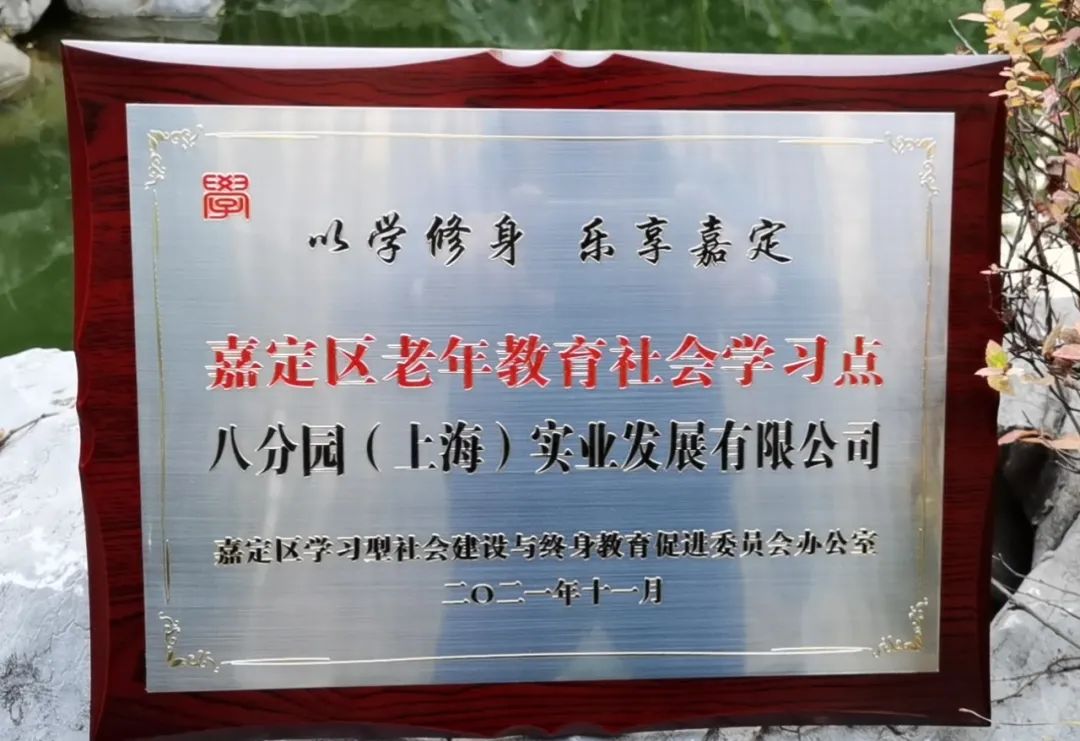 學
以学修身 乐享嘉定
嘉定区老年教育社会学习点
八分园（上海）实业发展有限公司
嘉定区学习型社会建设与终身教育促进委员会办公室
二〇二一年十一月